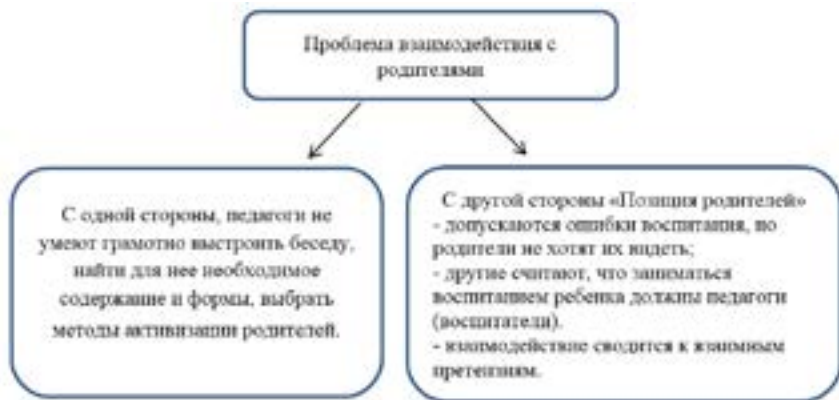 Проблема взаимодействия с
родителями
С одной стороны, педагоги не
умеют грамотно выстроить беседу,
найти для нее необходимое
содержание и формы, выбрать
методы активизации родителей.
С другой стороны «Позиция родителей»
- допускаются ошибки воспитания, но
родители не хотят их видеть;
- другие считают, что заниматься
воспитанием ребенка должны педагоги
(воспитатели).
- взаимодействие сводится к взаимным
претензиям.